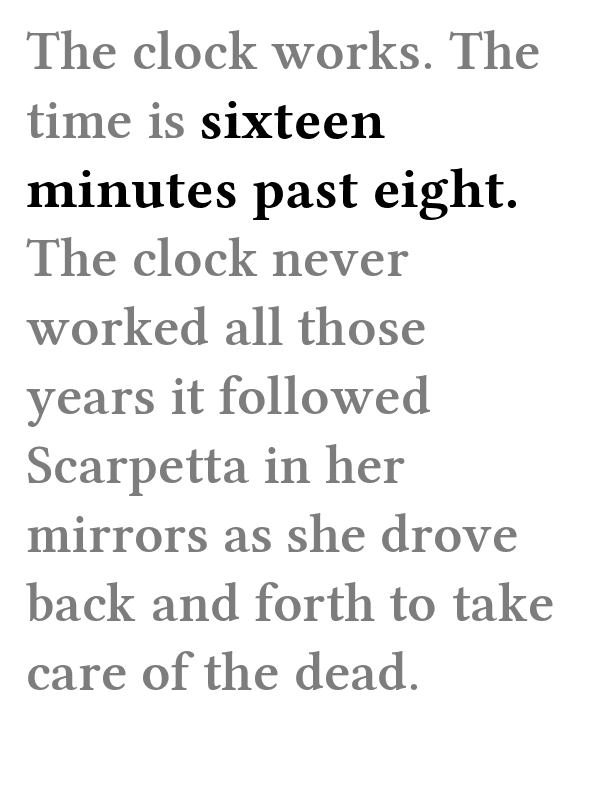 The clock works. The
time is sixteen
minutes past eight.
The clock never
worked all those
years it followed
Scarpetta in her
mirrors as she drove
back and forth to take
care of the dead.